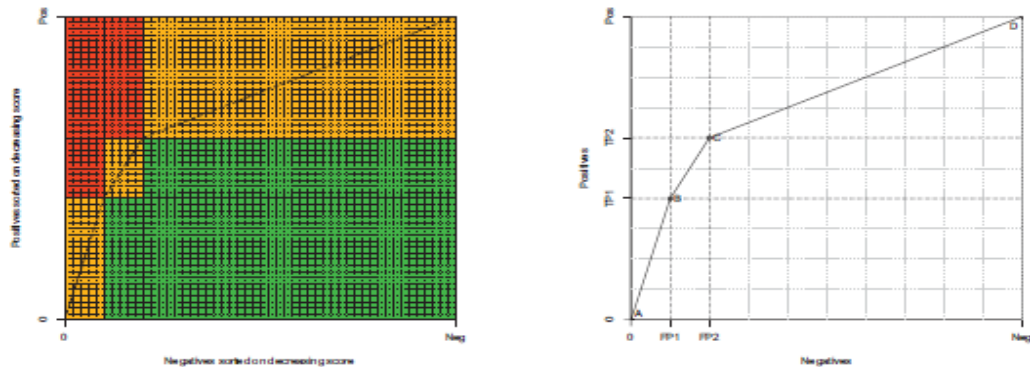 Pos
Positives sorted on decreasing score
0
0
Neg
Negatives sorted on decreasing score
Pos
TP2
TP1
0
Positives
A
B
C
D
0
FP1
FP2
Neg
Negatives